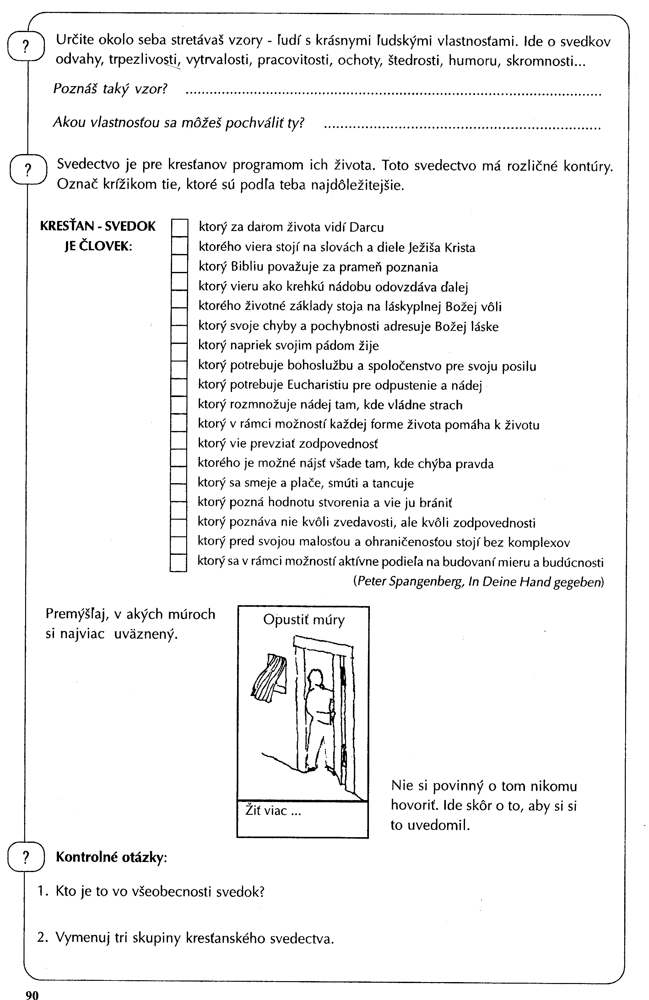 ? Určite okolo seba stretávaš vzory - ľudí s krásnymi ľudskými vlastnosťami. Ide o svedkov
odvahy, trpezlivosti, vytrvalosti, pracovitosti, ochoty, štedrosti, humoru, skromnosti...
Poznáš taký vzor? ........................................................................
Akou vlastnosťou sa môžeš pochváliť ty? ................................................
? Svedectvo je pre kresťanov programom ich života. Toto svedectvo má rozličné kontúry.
Označ krížikom tie, ktoré sú podľa teba najdôležitejšie.
KRESŤAN - SVEDOK
JE ČLOVEK:
ktorý za darom života vidí Darcu
ktorého viera stojí na slovách a diele Ježiša Krista
ktorý Bibliu považuje za prameň poznania
ktorý vieru ako krehkú nádobu odovzdáva ďalej
ktorého životné základy stoja na láskyplnej Božej vôli
ktorý svoje chyby a pochybnosti adresuje Božej láske
ktorý napriek svojim pádom žije
ktorý potrebuje bohoslužbu a spoločenstvo pre svoju posilu
ktorý potrebuje Eucharistiu pre odpustenie a nádej
ktorý rozmnožuje nádej tam, kde vládne strach
ktorý v rámci možností každej forme života pomáha k životu
ktorý vie prevziať zodpovednosť
ktorého je možné nájsť všade tam, kde chýba pravda
ktorý sa smeje a plače, smúti a tancuje
ktorý pozná hodnotu stvorenia a vie ju brániť
ktorý poznáva nie kvôli zvedavosti, ale kvôli zodpovednosti
ktorý pred svojou malosťou a ohraničenosťou stojí bez komplexov
ktorý sa v rámci možností aktívne podieľa na budovaní mieru a budúcnosti
(Peter Spangenberg, In Deine Hand gegeben)
Premýšľaj, v akých múroch
si najviac uväznený.
Opustiť múry
Žiť viac ...
Nie si povinný o tom nikomu
hovoriť. Ide skôr o to, aby si si
to uvedomil.
? Kontrolné otázky:
1. Kto je to vo všeobecnosti svedok?
2. Vymenuj tri skupiny kresťanského svedectva.
90